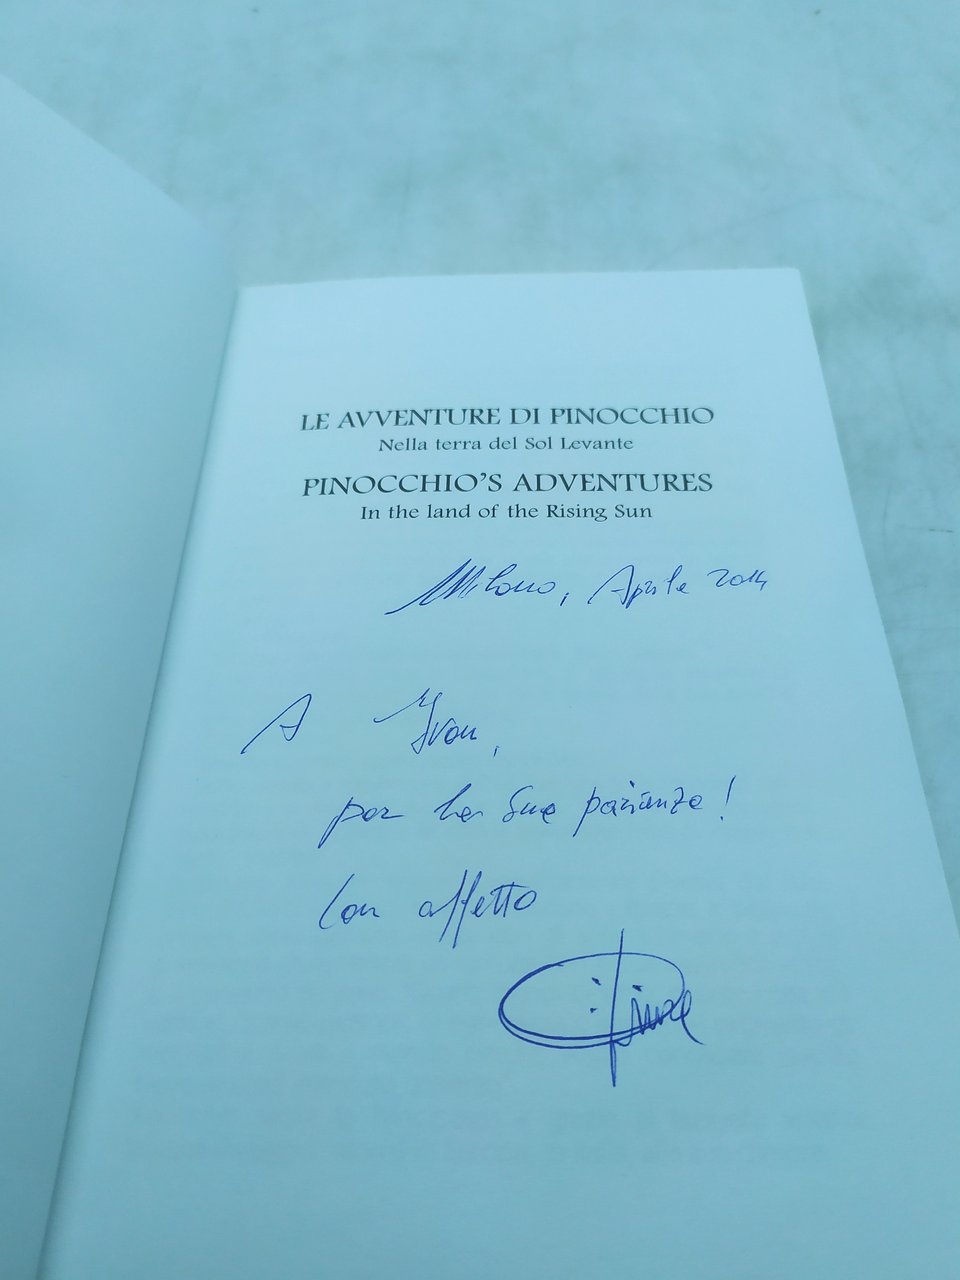 LE AVVENTURE DI PINOCCHIO
Nella terra del Sol Levante
PINOCCHIO'S ADVENTURES
In the land of the Rising Sun
Milano, Aprile 2014
A Ivan,
per la sua pazienza!
Con affetto